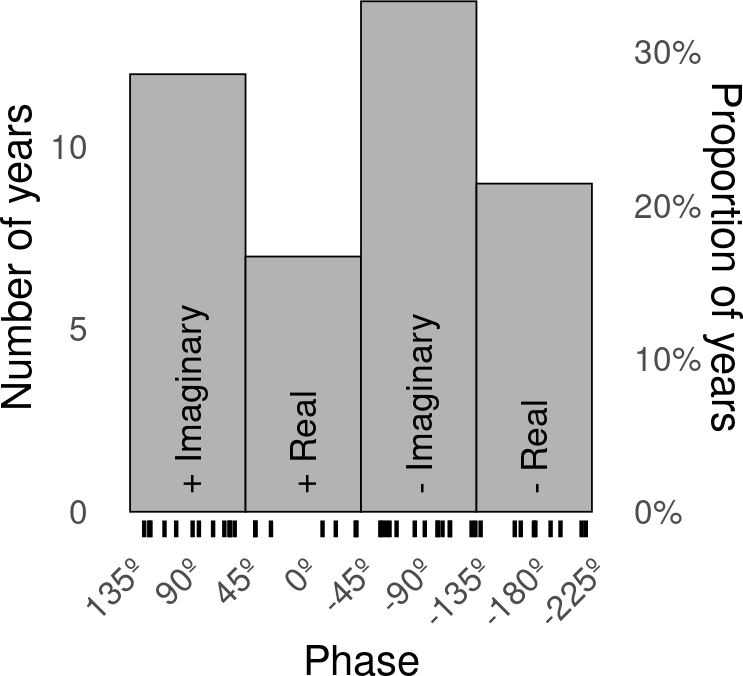 Number of years
10
5
0
+ Imaginary
+ Real
- Imaginary
- Real
30%
20%
10%
0%
Proportion of years
135º
90º
45º
0º
-45º
-90º
-135º
-180º
-225º
Phase